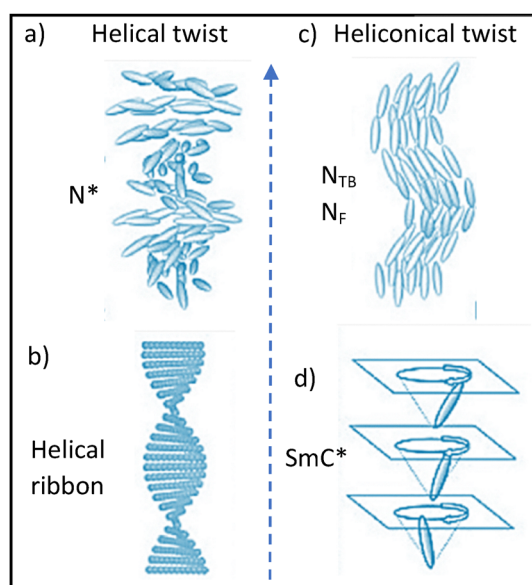 a) Helical twist
N*
b)
Helical
ribbon
c) Heliconical twist
N_TB
N_F
d)
SmC*